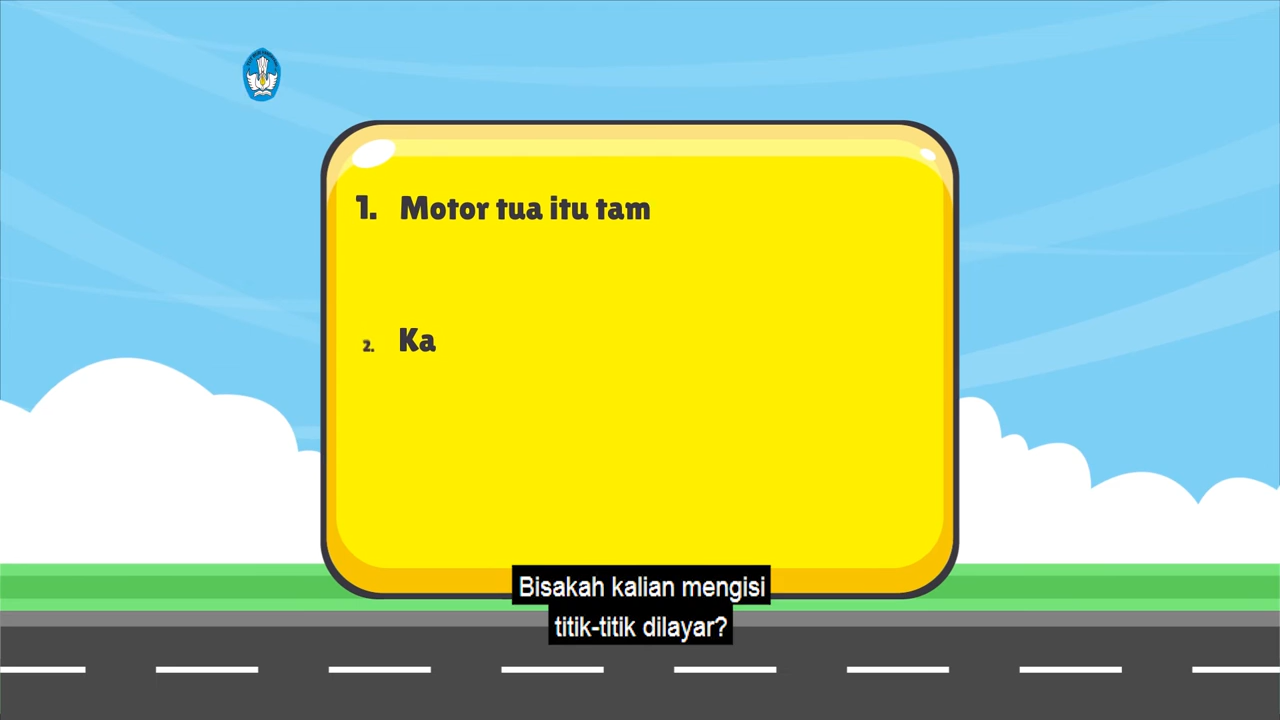 1. Motor tua itu tam
2. Ka
Bisakah kalian mengisi
titik-titik dilayar?